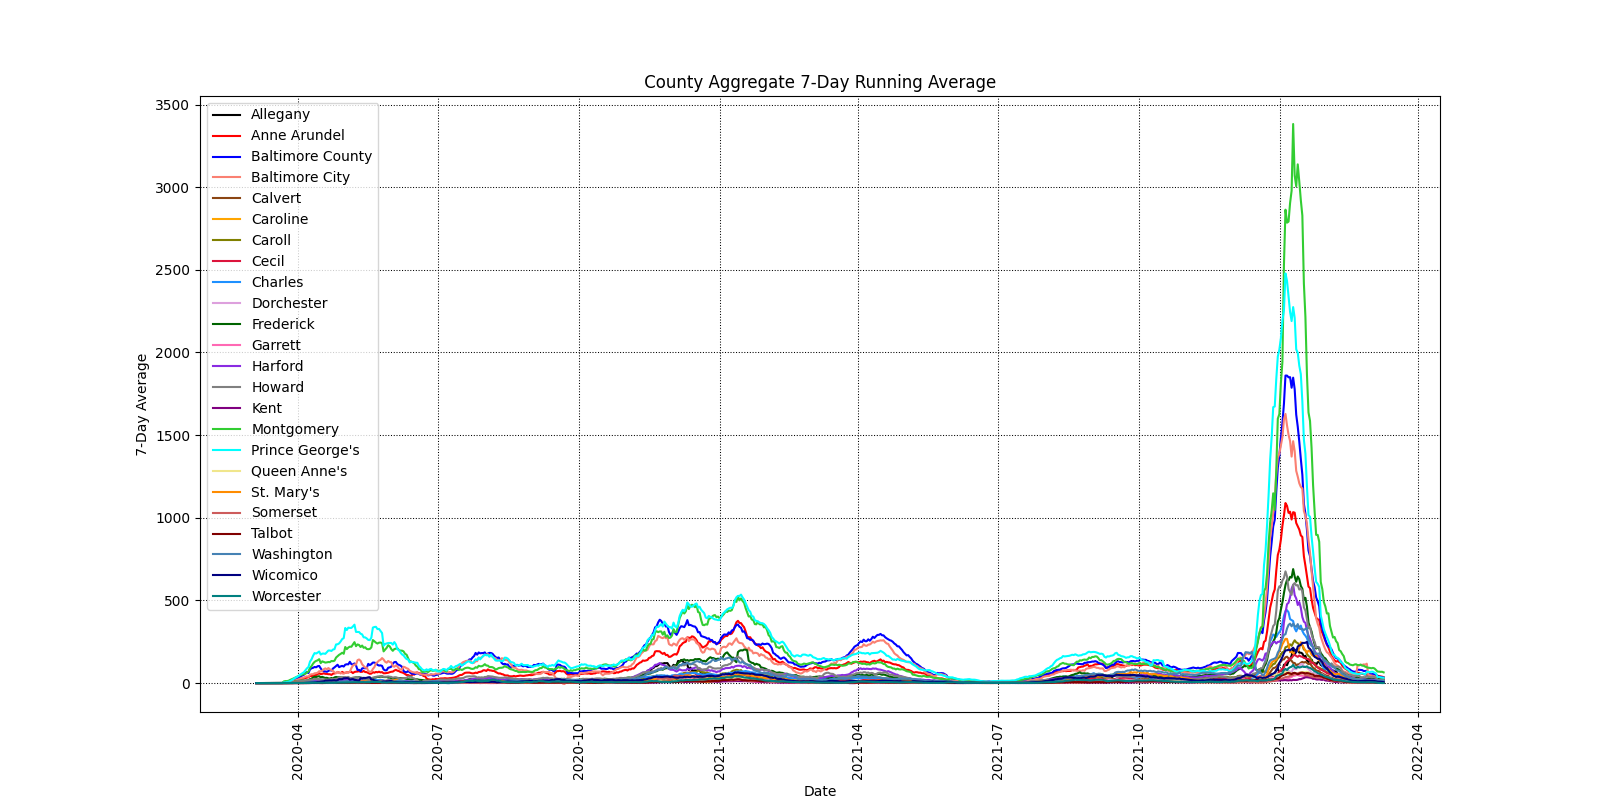 County Aggregate 7-Day Running Average
3500
3000
2500
2000
1500
1000
500
0
7-Day Average
Allegany
Anne Arundel
Baltimore County
Baltimore City
Calvert
Caroline
Caroll
Cecil
Charles
Dorchester
Frederick
Garrett
Harford
Howard
Kent
Montgomery
Prince George's
Queen Anne's
St. Mary's
Somerset
Talbot
Washington
Wicomico
Worcester
2020-04
2020-07
2020-10
2021-01
2021-04
2021-07
2021-10
2022-01
2022-04
Date